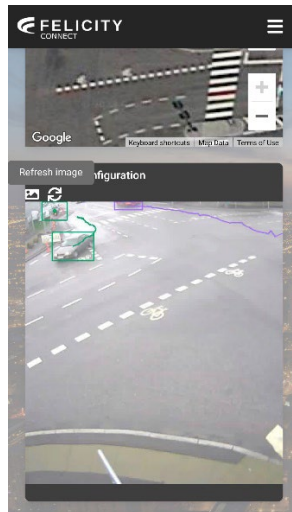 FELICITY
CONNECT
Google
Keyboard shortcuts
Map Data
Terms of Use
Refresh image
nfiguration